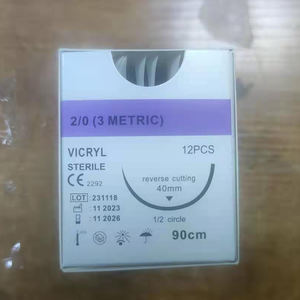 2/0 (3 METRIC)
VICRYL 12PCS
STERILE
CE 2292
reverse cutting
40mm
LOT : 231118
: 11 2023
: 11 2026
1/2 circle
90cm